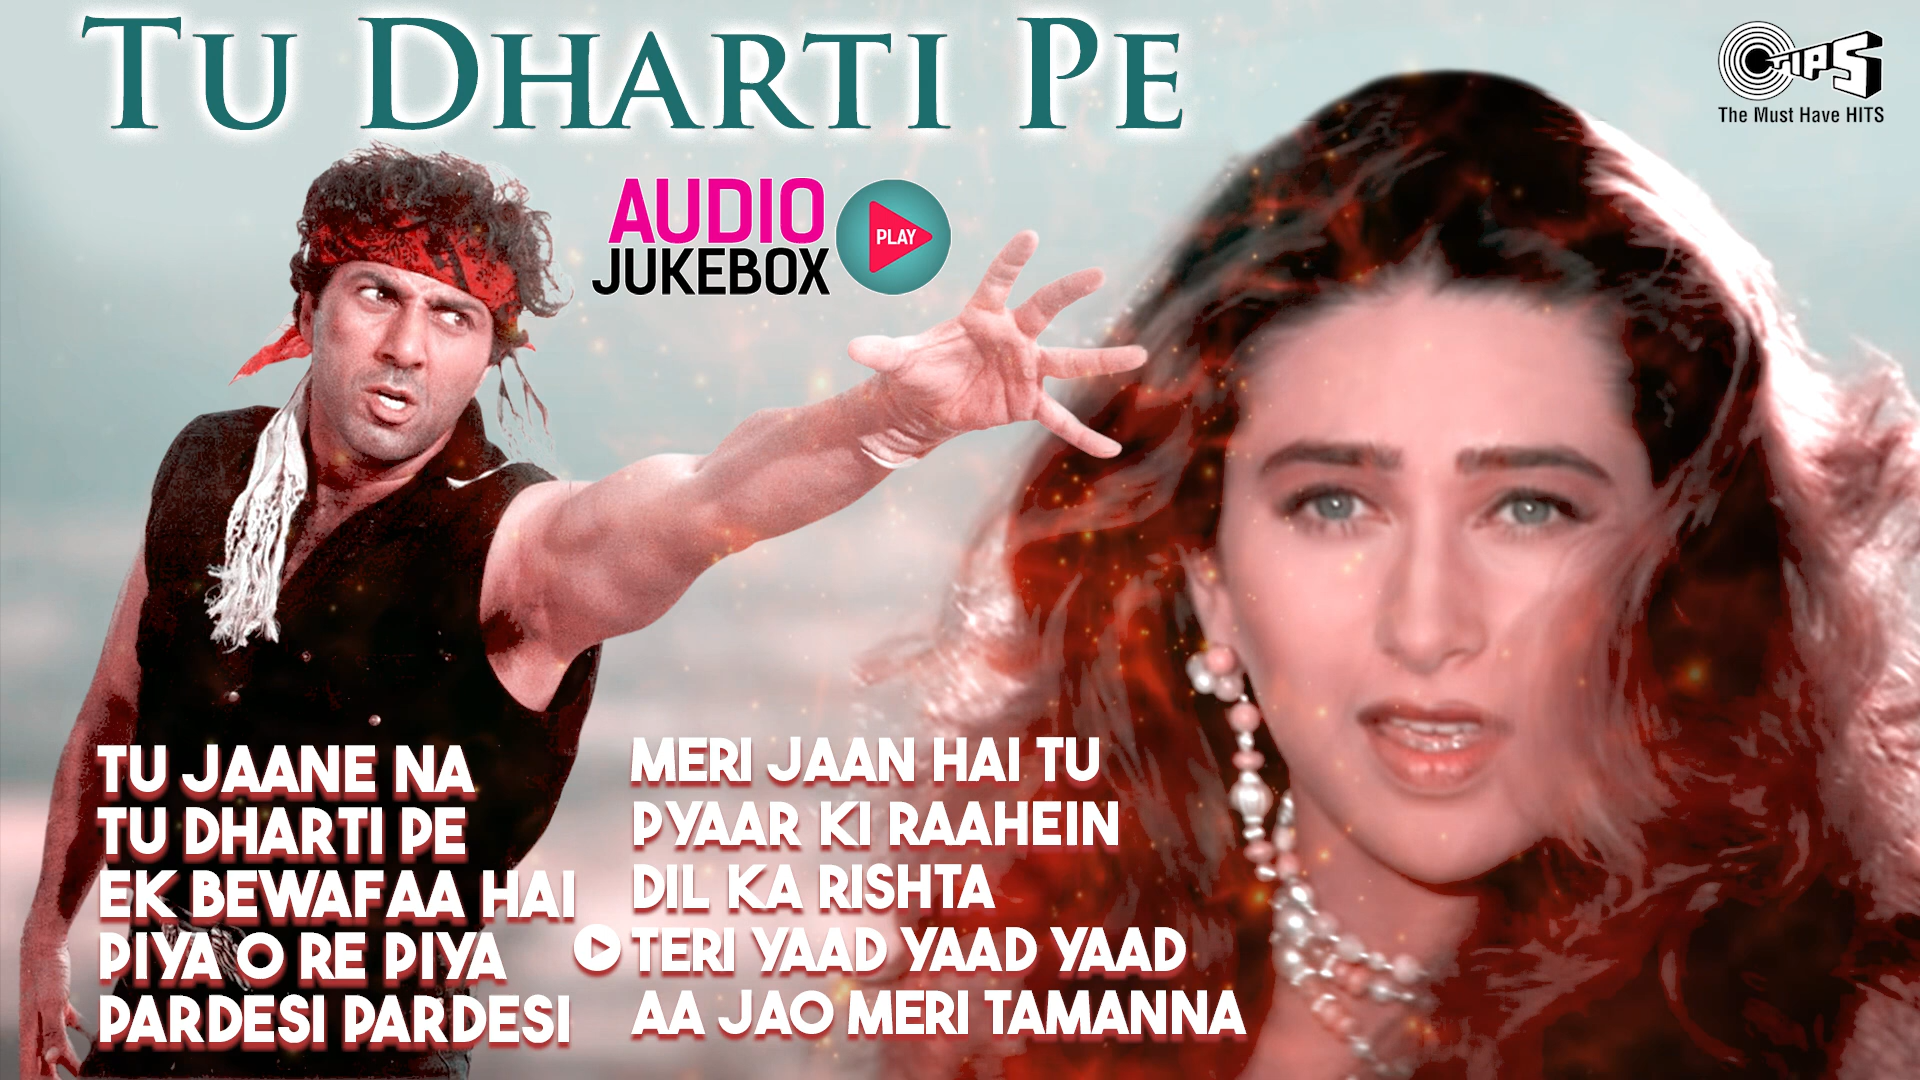 TU DHARTI PE
TIPS
The Must Have HITS
AUDIO
JUKEBOX
PLAY
TU JAANE NA
TU DHARTI PE
EK BEWAFAA HAI
PIYA O RE PIYA
PARDESI PARDESI
MERI JAAN HAI TU
PYAAR KI RAAHEIN
DIL KA RISHTA
TERI YAAD YAAD YAAD
AA JAO MERI TAMANNA